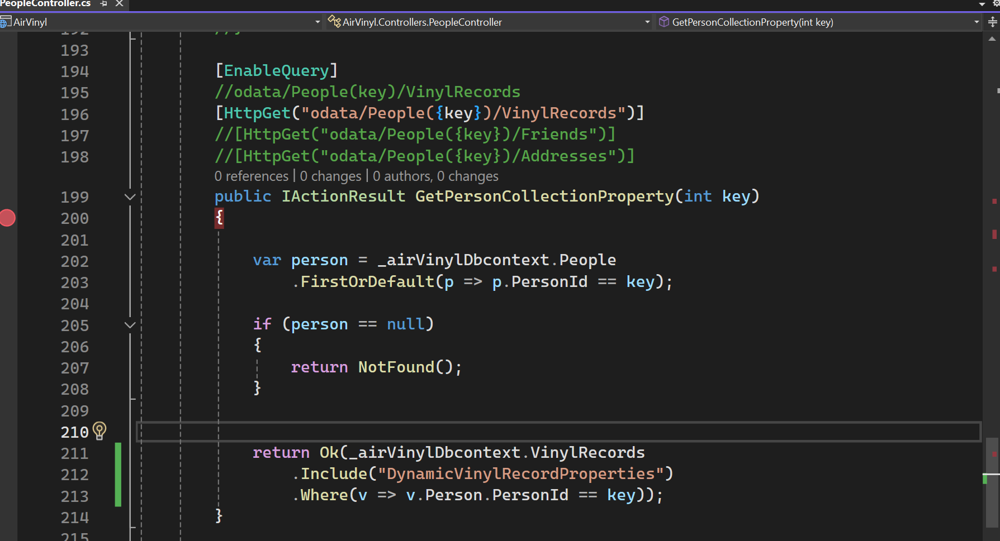 PeopleController.cs
AirVinyl AirVinyl.Controllers.PeopleController GetPersonCollectionProperty(int key)
192 //}
193
194 [EnableQuery]
195 //odata/People(key)/VinylRecords
196 [HttpGet("odata/People({key})/VinylRecords")]
197 //[HttpGet("odata/People({key})/Friends")]
198 //[HttpGet("odata/People({key})/Addresses")]
0 references | 0 changes | 0 authors, 0 changes
199 public IActionResult GetPersonCollectionProperty(int key)
200 {
201
202 var person = _airVinylDbcontext.People
203 .FirstOrDefault(p => p.PersonId == key);
204
205 if (person == null)
206 {
207 return NotFound();
208 }
209
210
211 return Ok(_airVinylDbcontext.VinylRecords
212 .Include("DynamicVinylRecordProperties")
213 .Where(v => v.Person.PersonId == key));
214 }
215